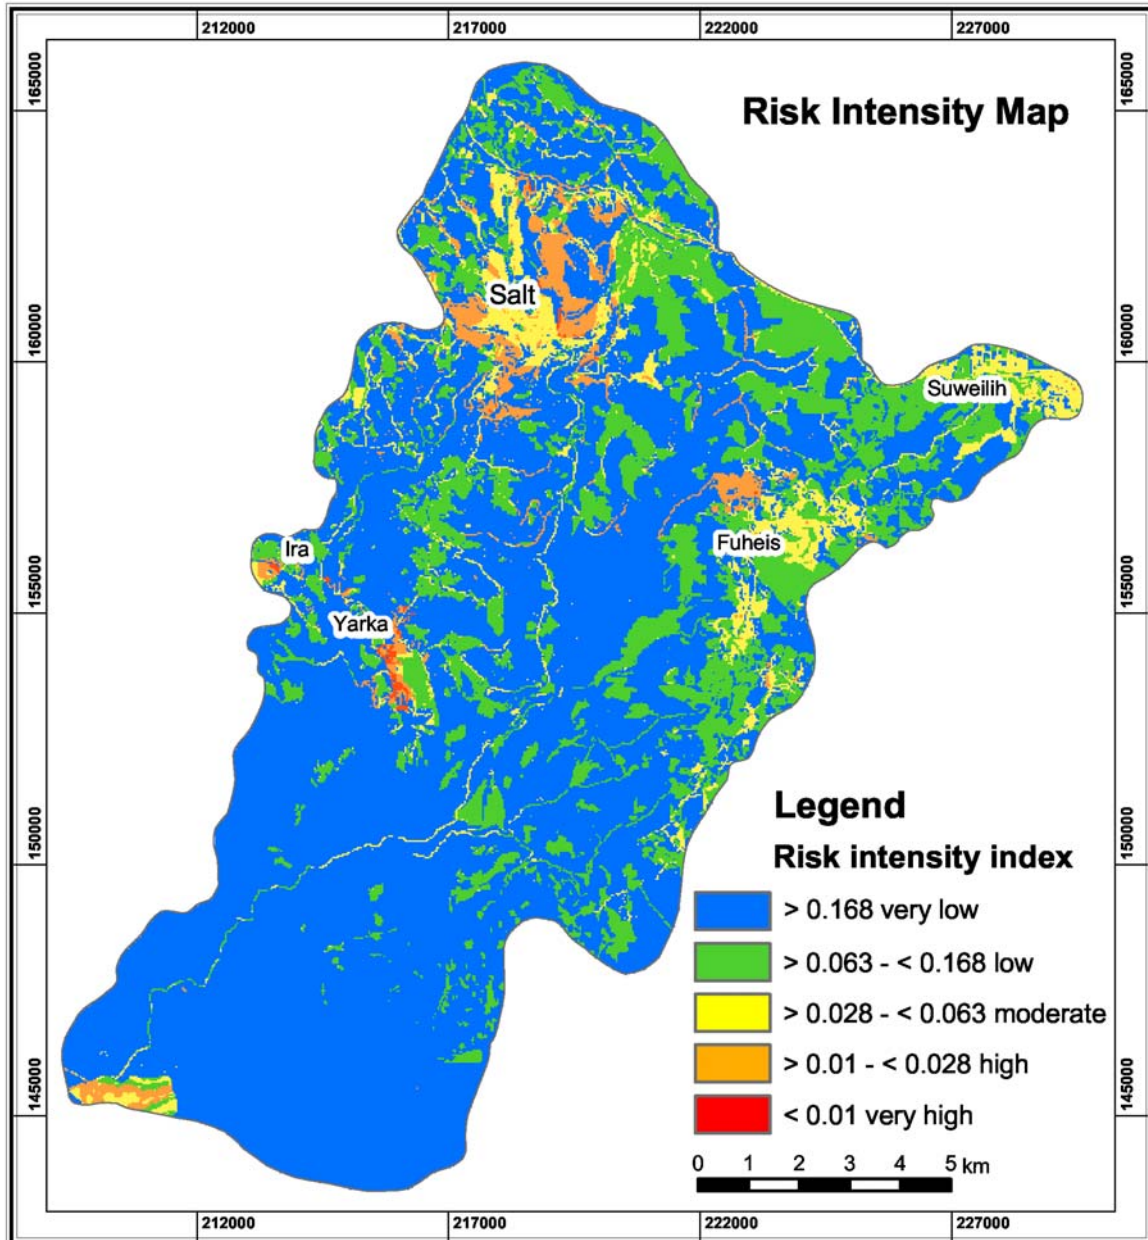 212000 217000 222000 227000
165000 165000
Risk Intensity Map
Salt
160000 160000
Suweilih
Fuheis
Ira
155000 155000
Yarka
Legend
Risk intensity index
150000 150000
> 0.168 very low
> 0.063 - < 0.168 low
> 0.028 - < 0.063 moderate
> 0.01 - < 0.028 high
145000 145000
< 0.01 very high
0 1 2 3 4 5 km
212000 217000 222000 227000